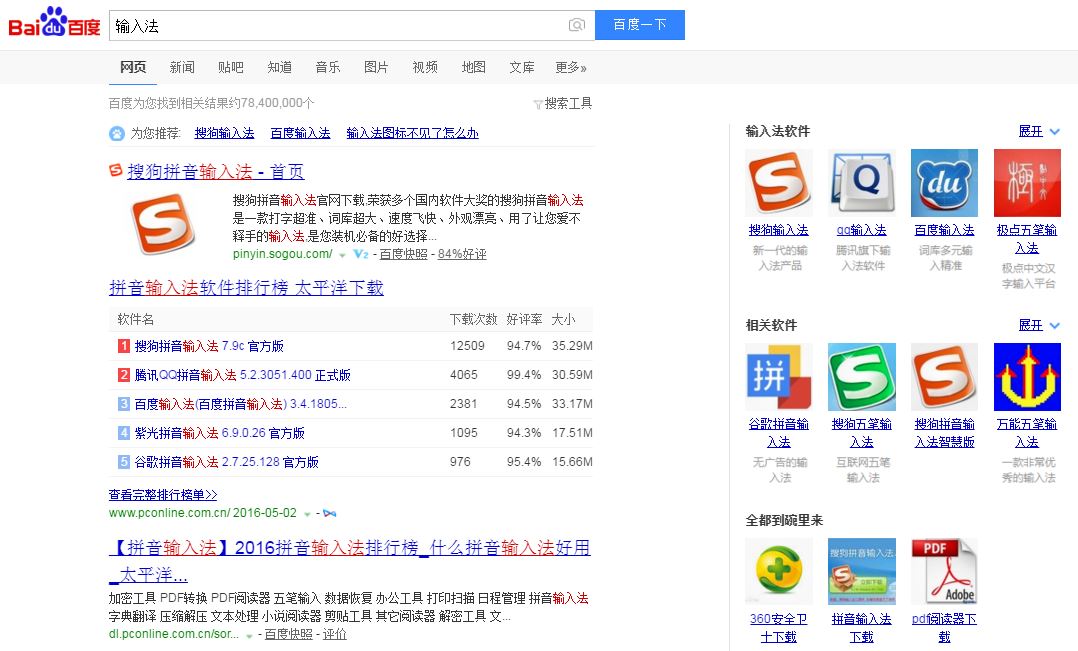 Bai du 百度
输入法
百度一下
网页 新闻 贴吧 知道 音乐 图片 视频 地图 文库 更多»
百度为您找到相关结果约78,400,000个
搜索工具
为您推荐: 搜狗输入法 百度输入法 输入法图标不见了怎么办
搜狗拼音输入法 - 首页
搜狗拼音输入法官网下载,荣获多个国内软件大奖的搜狗拼音输入法
是一款打字超准、词库超大、速度飞快、外观漂亮、用了让您爱不
释手的输入法,是您装机必备的好选择...
pinyin.sogou.com/ V2 - 百度快照 - 84%好评
拼音输入法软件排行榜 太平洋下载
软件名 下载次数 好评率 大小
1 搜狗拼音输入法 7.9c 官方版 12509 94.7% 35.29M
2 腾讯QQ拼音输入法 5.2.3051.400 正式版 4065 99.4% 30.59M
3 百度输入法(百度拼音输入法) 3.4.1805... 2381 94.5% 33.17M
4 紫光拼音输入法 6.9.0.26 官方版 1095 94.3% 17.51M
5 谷歌拼音输入法 2.7.25.128 官方版 976 95.4% 15.66M
查看完整排行榜单>>
www.pconline.com.cn/ 2016-05-02 -
【拼音输入法】2016拼音输入法排行榜_什么拼音输入法好用
_太平洋...
加密工具 PDF转换 PDF阅读器 五笔输入 数据恢复 办公工具 打印扫描 日程管理 拼音输入法
字典翻译 压缩解压 文本处理 小说阅读器 剪贴工具 其它阅读器 解密工具 文...
dl.pconline.com.cn/sor... - 百度快照 - 评价
输入法软件 展开
Q
du
極
搜狗输入法 qq输入法 百度输入法 极点五笔输
入法
新一代的输 腾讯旗下输 词库多元输
入法产品 入法软件 入精准
极点中文汉
字输入平台
相关软件 展开
拼
谷歌拼音输 搜狗五笔输 搜狗拼音输 万能五笔输
入法 入法 入法智慧版 入法
无广告的输 互联网五笔 一款非常优
入法 输入法 秀的输入法
全都到碗里来
搜狗拼音输入法
立即下载
PDF
Adobe
360安全卫 拼音输入法 pdf阅读器下
士下载 下载 载